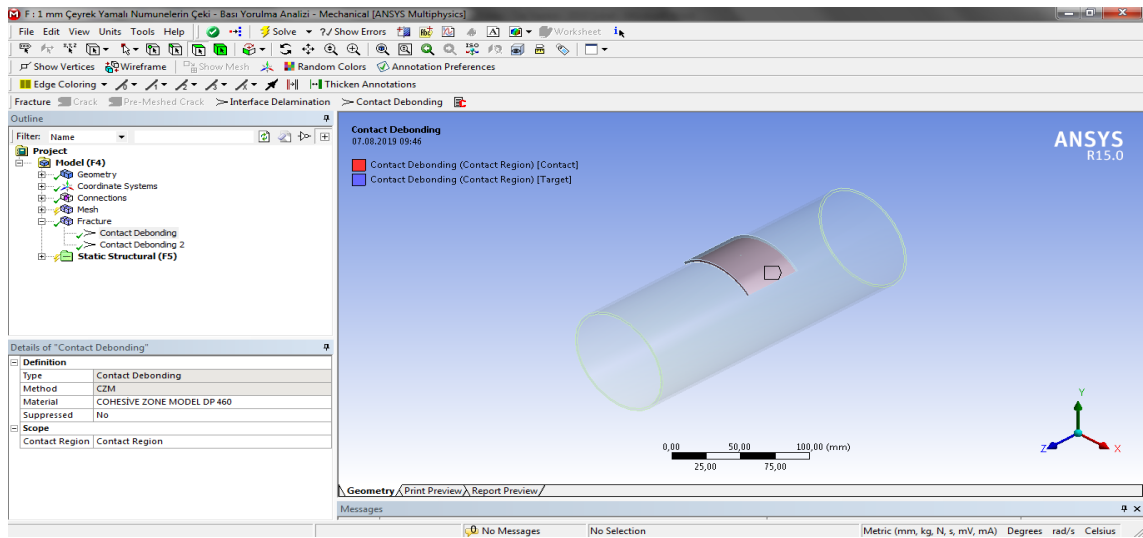 F : 1 mm Çeyrek Yamalı Numunelerin Çeki - Bası Yorulma Analizi - Mechanical [ANSYS Multiphysics]
File Edit View Units Tools Help Solve ?/ Show Errors Worksheet
Show Vertices Wireframe Show Mesh Random Colors Annotation Preferences
Edge Coloring Thicken Annotations
Fracture Crack Pre-Meshed Crack Interface Delamination Contact Debonding
Outline
Filter: Name
Project
Model (F4)
Geometry
Coordinate Systems
Connections
Mesh
Fracture
Contact Debonding
Contact Debonding 2
Static Structural (F5)
Details of "Contact Debonding"
Definition
Type Contact Debonding
Method CZM
Material COHESİVE ZONE MODEL DP 460
Suppressed No
Scope
Contact Region Contact Region
Contact Debonding
07.08.2019 09:46
Contact Debonding (Contact Region) [Contact]
Contact Debonding (Contact Region) [Target]
ANSYS
R15.0
Y
Z X
0,00 50,00 100,00 (mm)
25,00 75,00
Geometry Print Preview Report Preview
Messages
0 No Messages No Selection Metric (mm, kg, N, s, mV, mA) Degrees rad/s Celsius